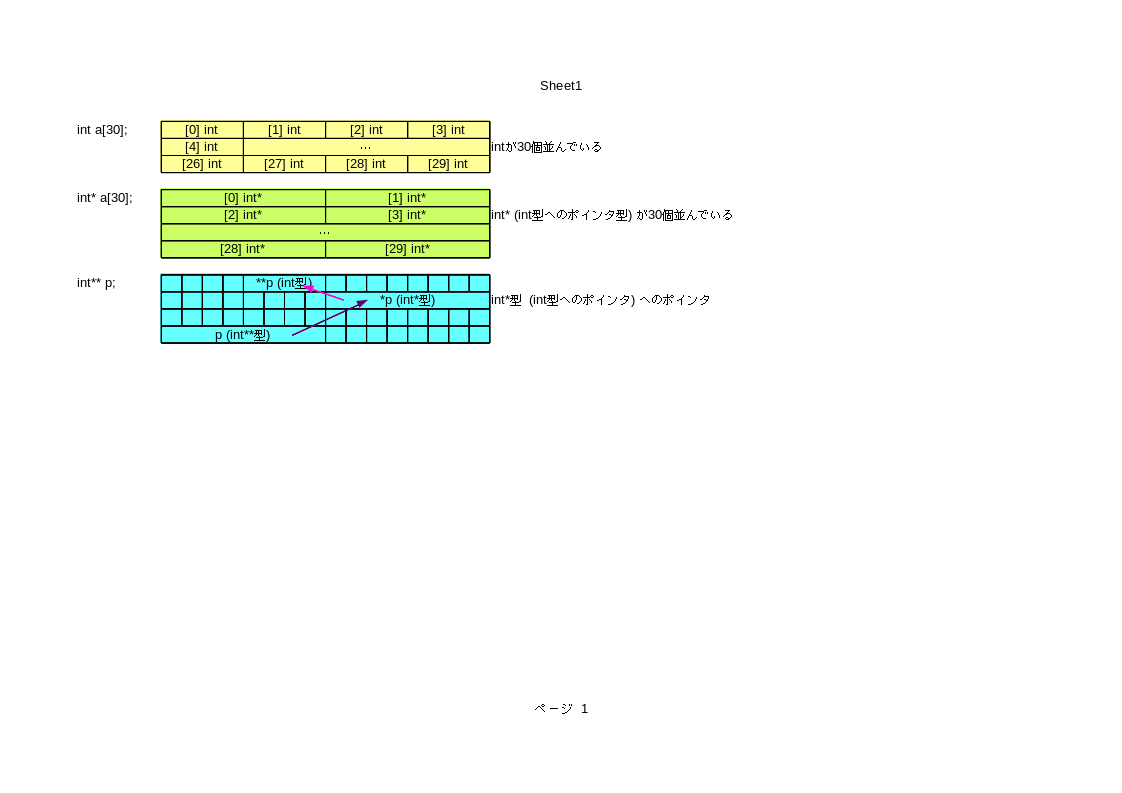 Sheet1
int a[30];
[0] int [1] int [2] int [3] int
[4] int …
intが30個並んでいる
[26] int [27] int [28] int [29] int
int* a[30];
[0] int* [1] int*
[2] int* [3] int*
int* (int型へのポインタ型) が30個並んでいる
…
[28] int* [29] int*
int** p;
**p (int型)
*p (int*型)
int*型 (int型へのポインタ) へのポインタ
p (int**型)
ページ 1